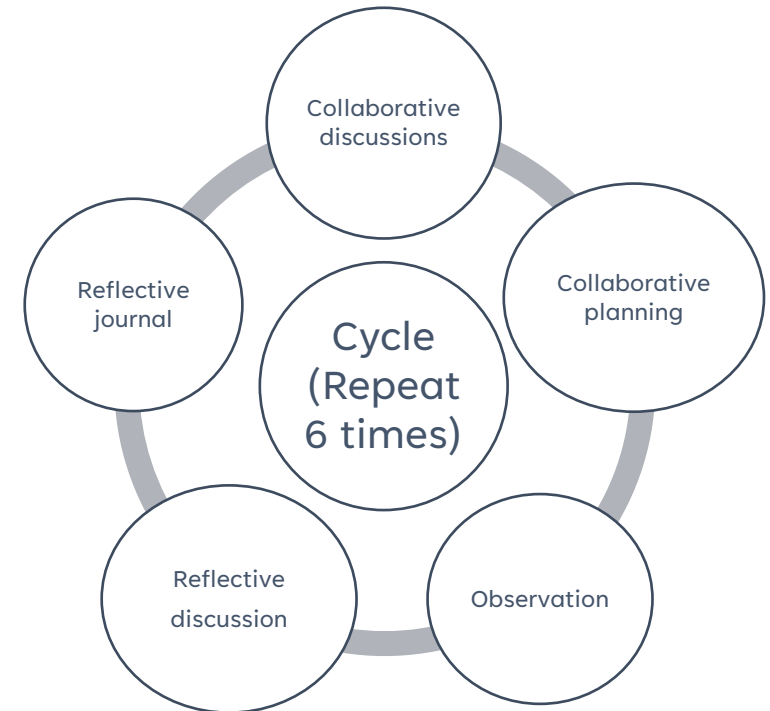 Collaborative
discussions
Collaborative
planning
Reflective
journal
Cycle
(Repeat
6 times)
Reflective
discussion
Observation